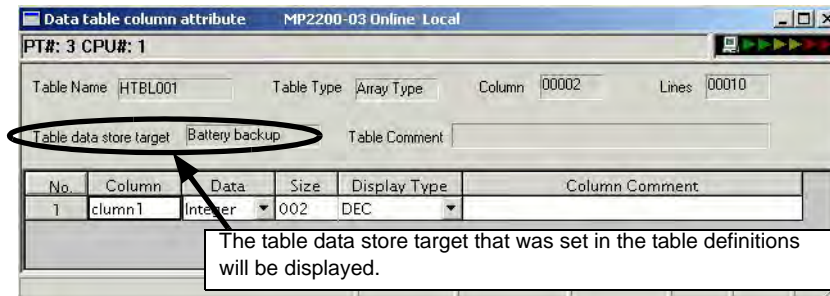 Data table column attribute MP2200-03 Online Local
PT#: 3 CPU#: 1
Table Name HTBL001 Table Type Array Type Column 00002 Lines 00010
Table data store target Battery backup Table Comment
No. Column Data Size Display Type Column Comment
1 clumn1 Integer 002 DEC
The table data store target that was set in the table definitions
will be displayed.